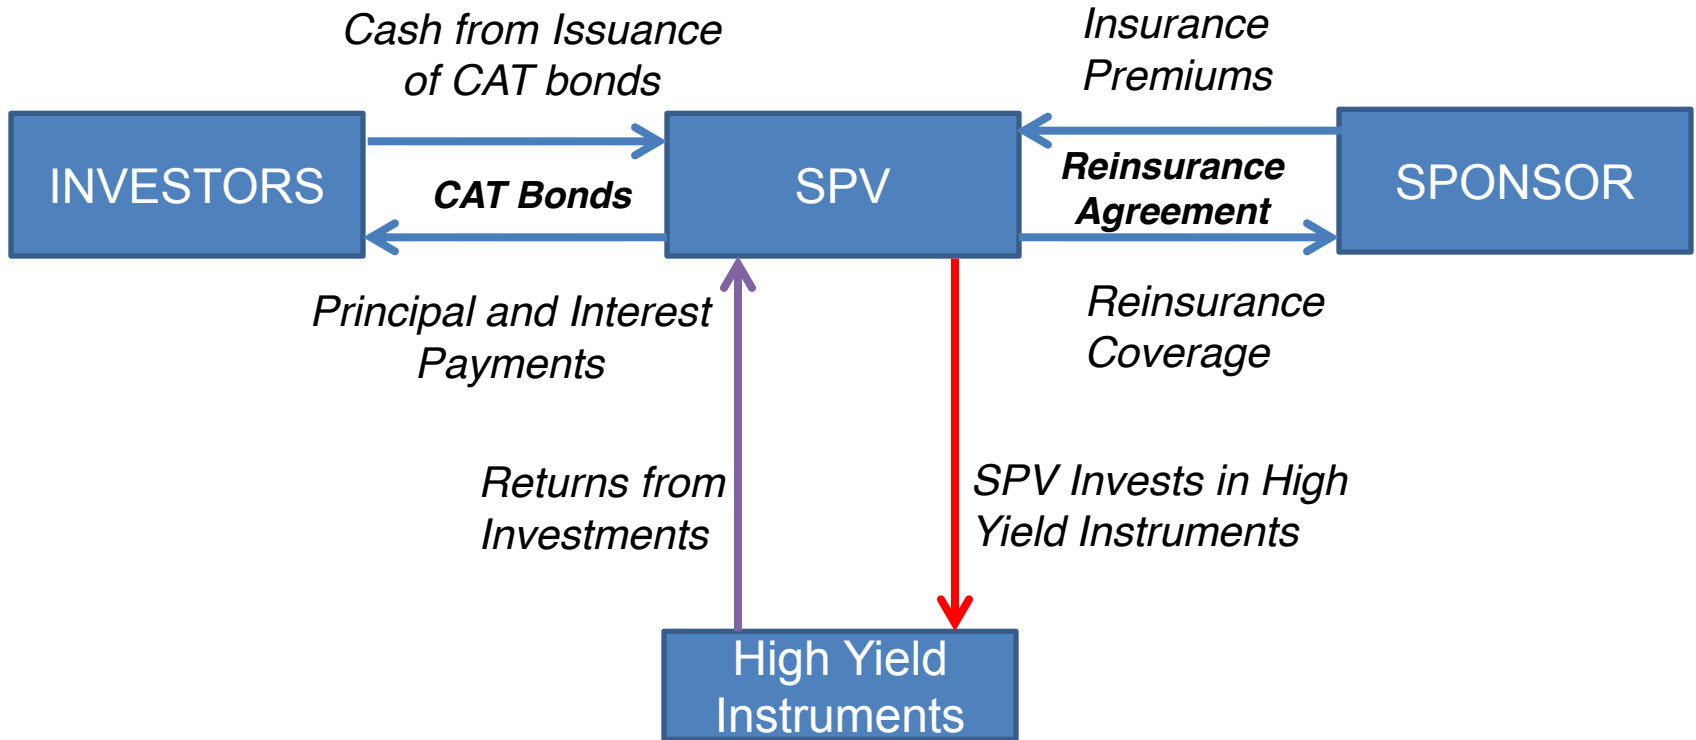 Cash from Issuance
of CAT bonds
Insurance
Premiums
INVESTORS
CAT Bonds
SPV
Reinsurance
Agreement
SPONSOR
Principal and Interest
Payments
Reinsurance
Coverage
Returns from
Investments
SPV Invests in High
Yield Instruments
High Yield
Instruments